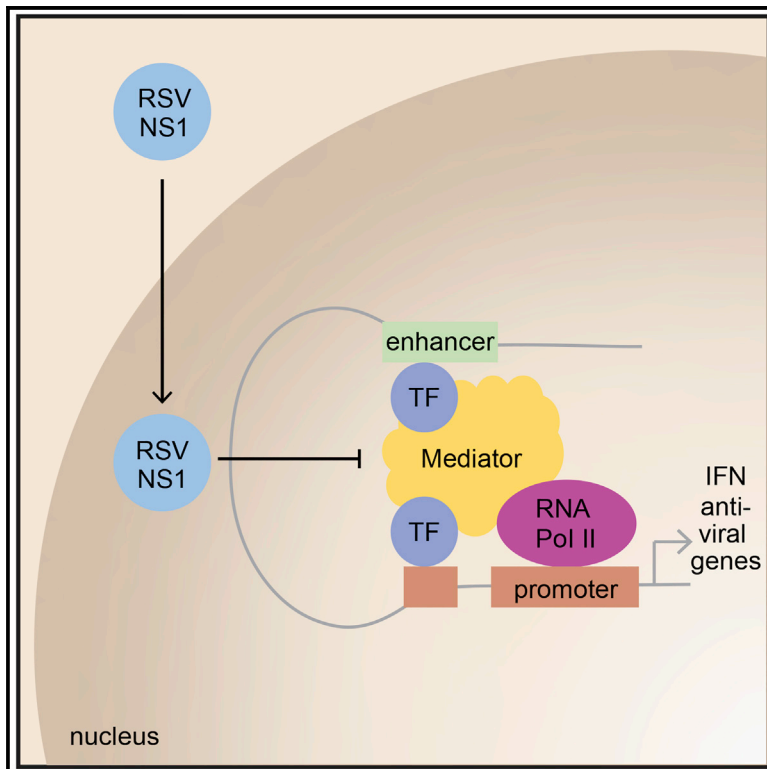 RSV
NS1
RSV
NS1
enhancer
TF
Mediator
TF
RNA
Pol II
promoter
IFN
anti-
viral
genes
nucleus